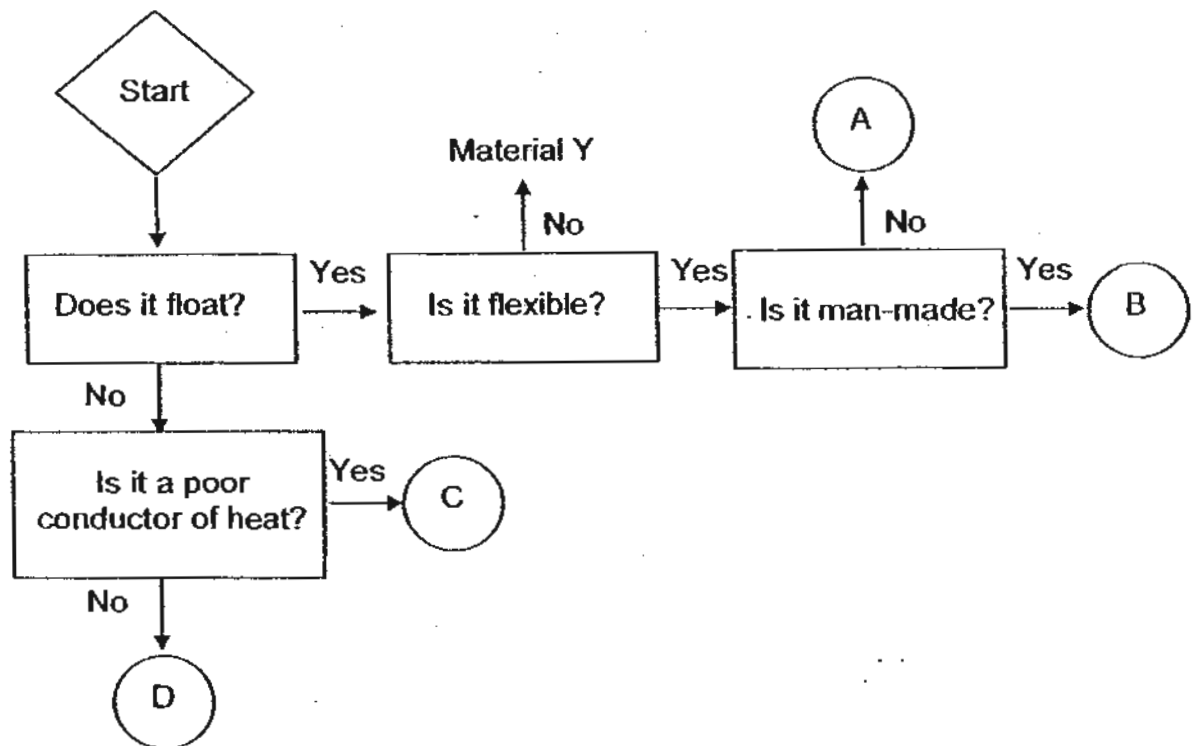 Start
A
Material Y
No
No
Does it float?
Yes
Is it flexible?
Yes
Is it man-made?
Yes
B
No
Is it a poor
conductor of heat?
Yes
C
No
D